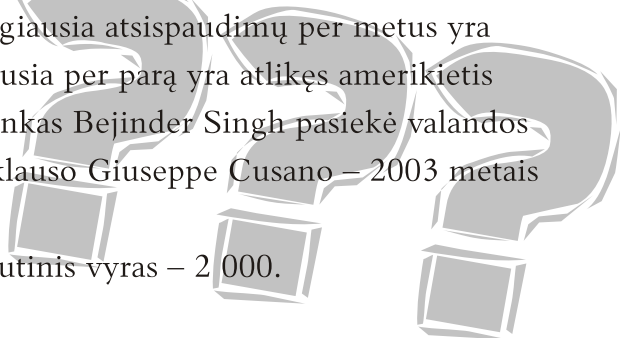 giausia atsispaudimų per metus yra
usia per parą yra atlikęs amerikietis
nkas Bejinder Singh pasiekė valandos
klauso Giuseppe Cusano – 2003 metais
utinis vyras – 2 000.